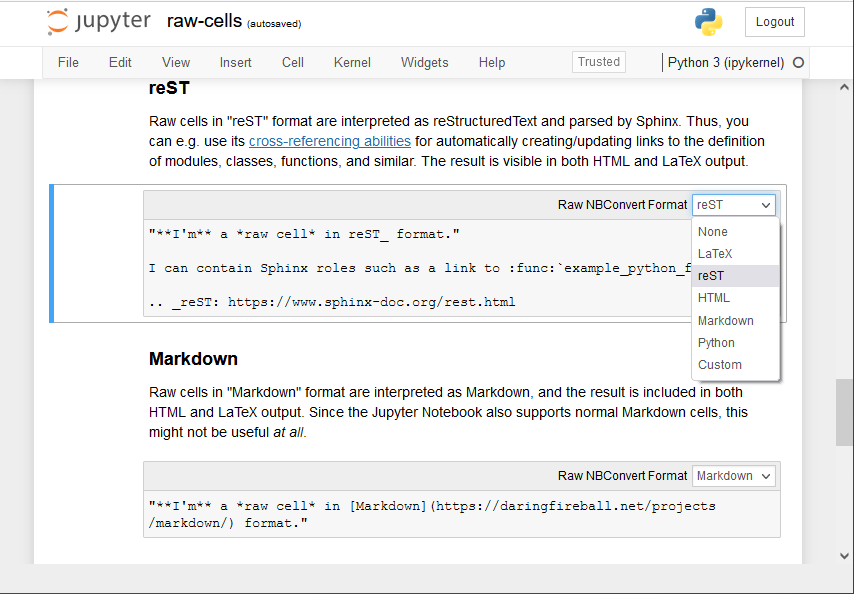 jupyter raw-cells (autosaved) Logout
File Edit View Insert Cell Kernel Widgets Help Trusted Python 3 (ipykernel)
reST
Raw cells in "reST" format are interpreted as reStructuredText and parsed by Sphinx. Thus, you
can e.g. use its cross-referencing abilities for automatically creating/updating links to the definition
of modules, classes, functions, and similar. The result is visible in both HTML and LaTeX output.
Raw NBConvert Format reST
"**I'm** a *raw cell* in reST_ format."
I can contain Sphinx roles such as a link to :func:`example_python_f
.. _reST: https://www.sphinx-doc.org/rest.html
None
LaTeX
reST
HTML
Markdown
Python
Custom
Markdown
Raw cells in "Markdown" format are interpreted as Markdown, and the result is included in both
HTML and LaTeX output. Since the Jupyter Notebook also supports normal Markdown cells, this
might not be useful at all.
Raw NBConvert Format Markdown
"**I'm** a *raw cell* in [Markdown](https://daringfireball.net/projects
/markdown/) format."